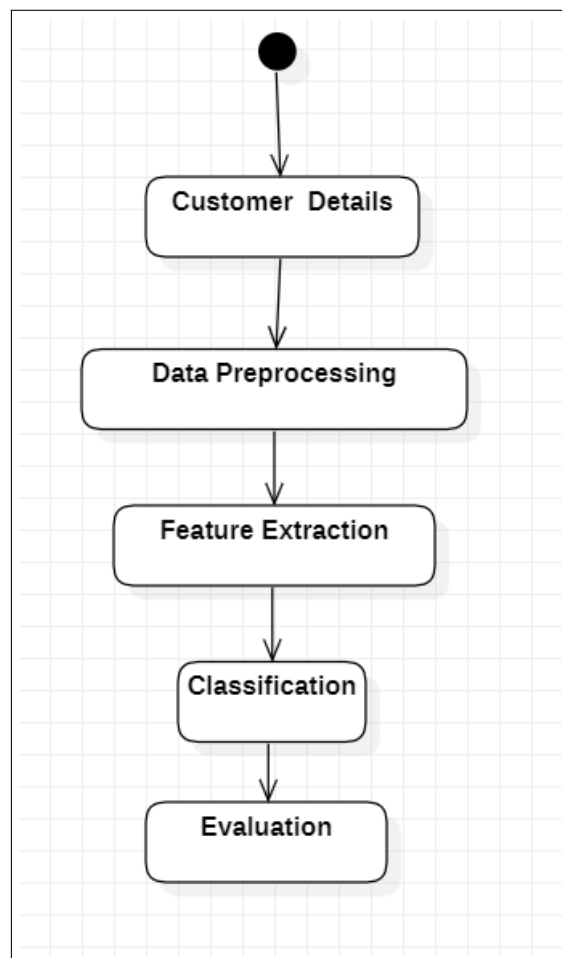 Customer  Details
Data Preprocessing
Feature Extraction
Classification
Evaluation